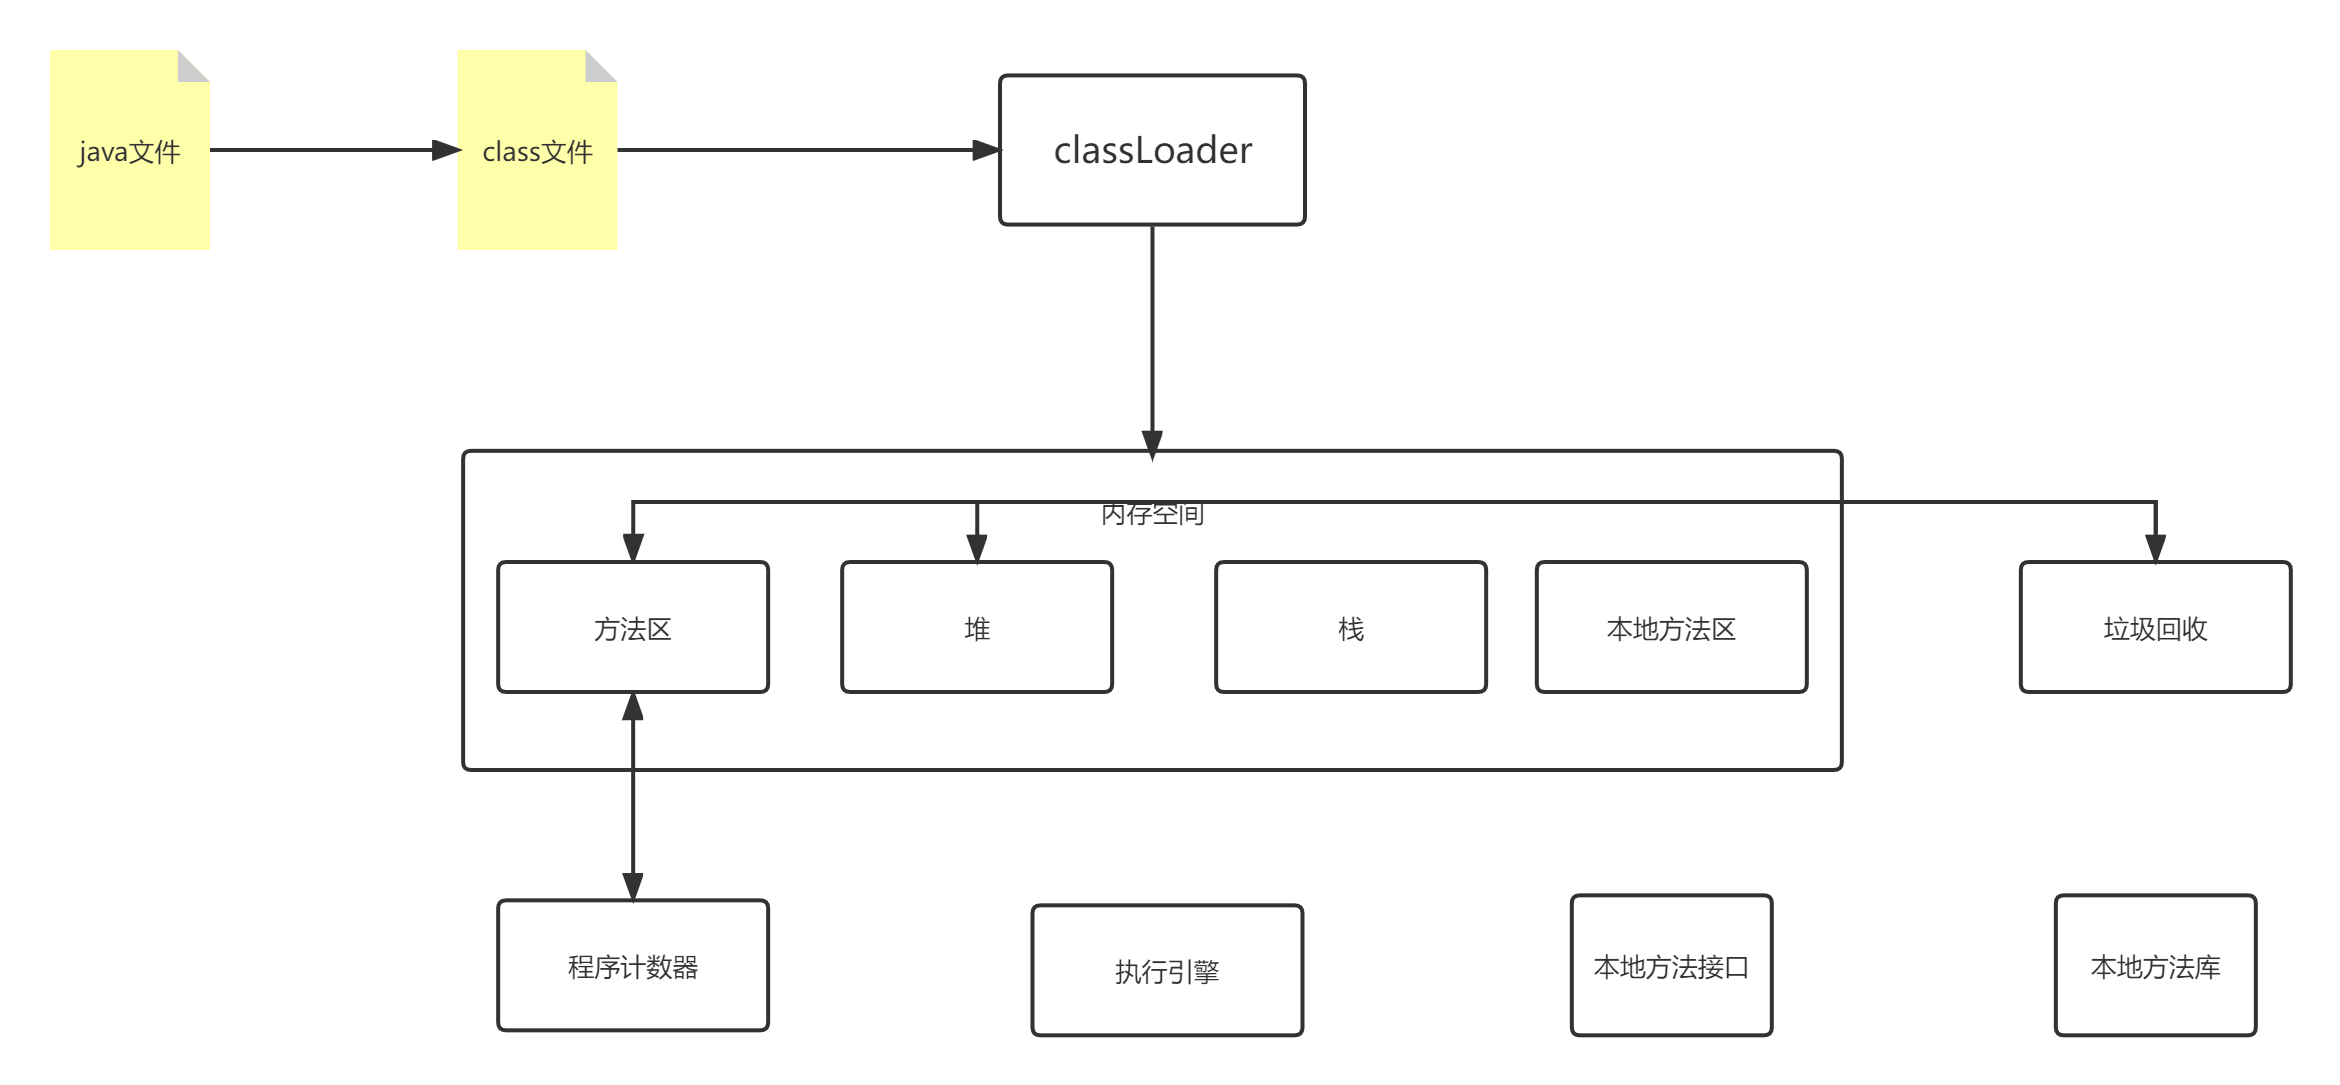 java文件
class文件
classLoader
内存空间
方法区
堆
栈
本地方法区
垃圾回收
程序计数器
执行引擎
本地方法接口
本地方法库